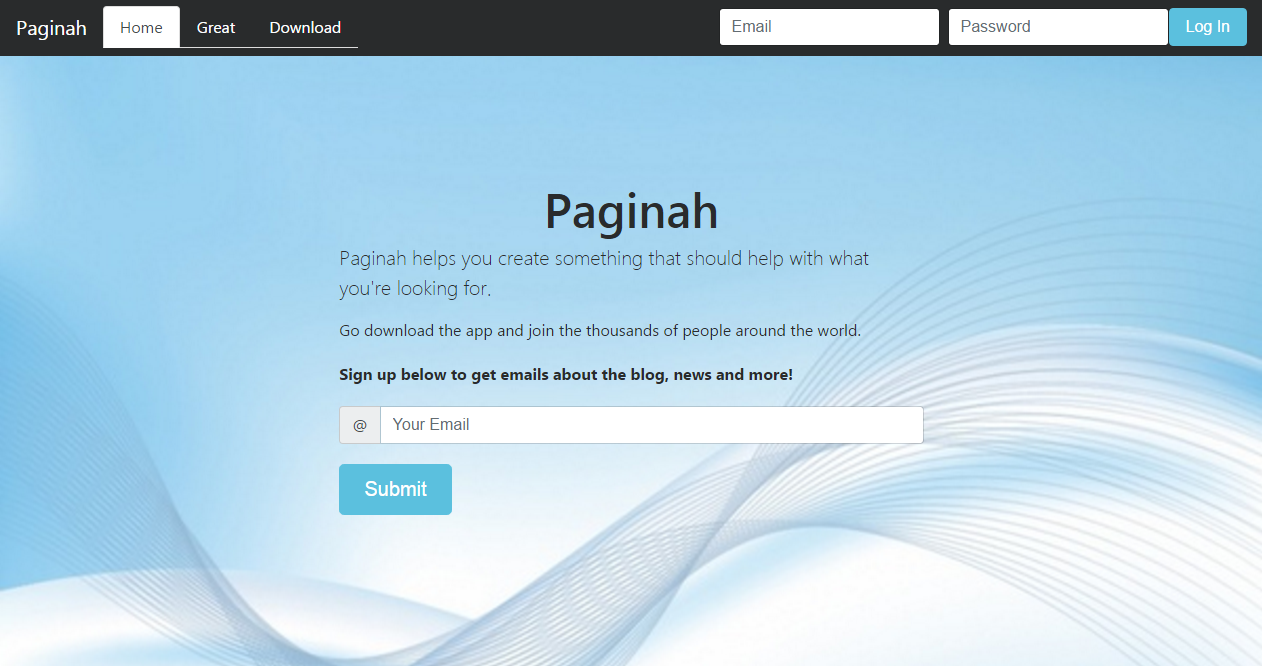 Paginah Home Great Download Email Password Log In
Paginah
Paginah helps you create something that should help with what
you're looking for.
Go download the app and join the thousands of people around the world.
Sign up below to get emails about the blog, news and more!
@ Your Email
Submit